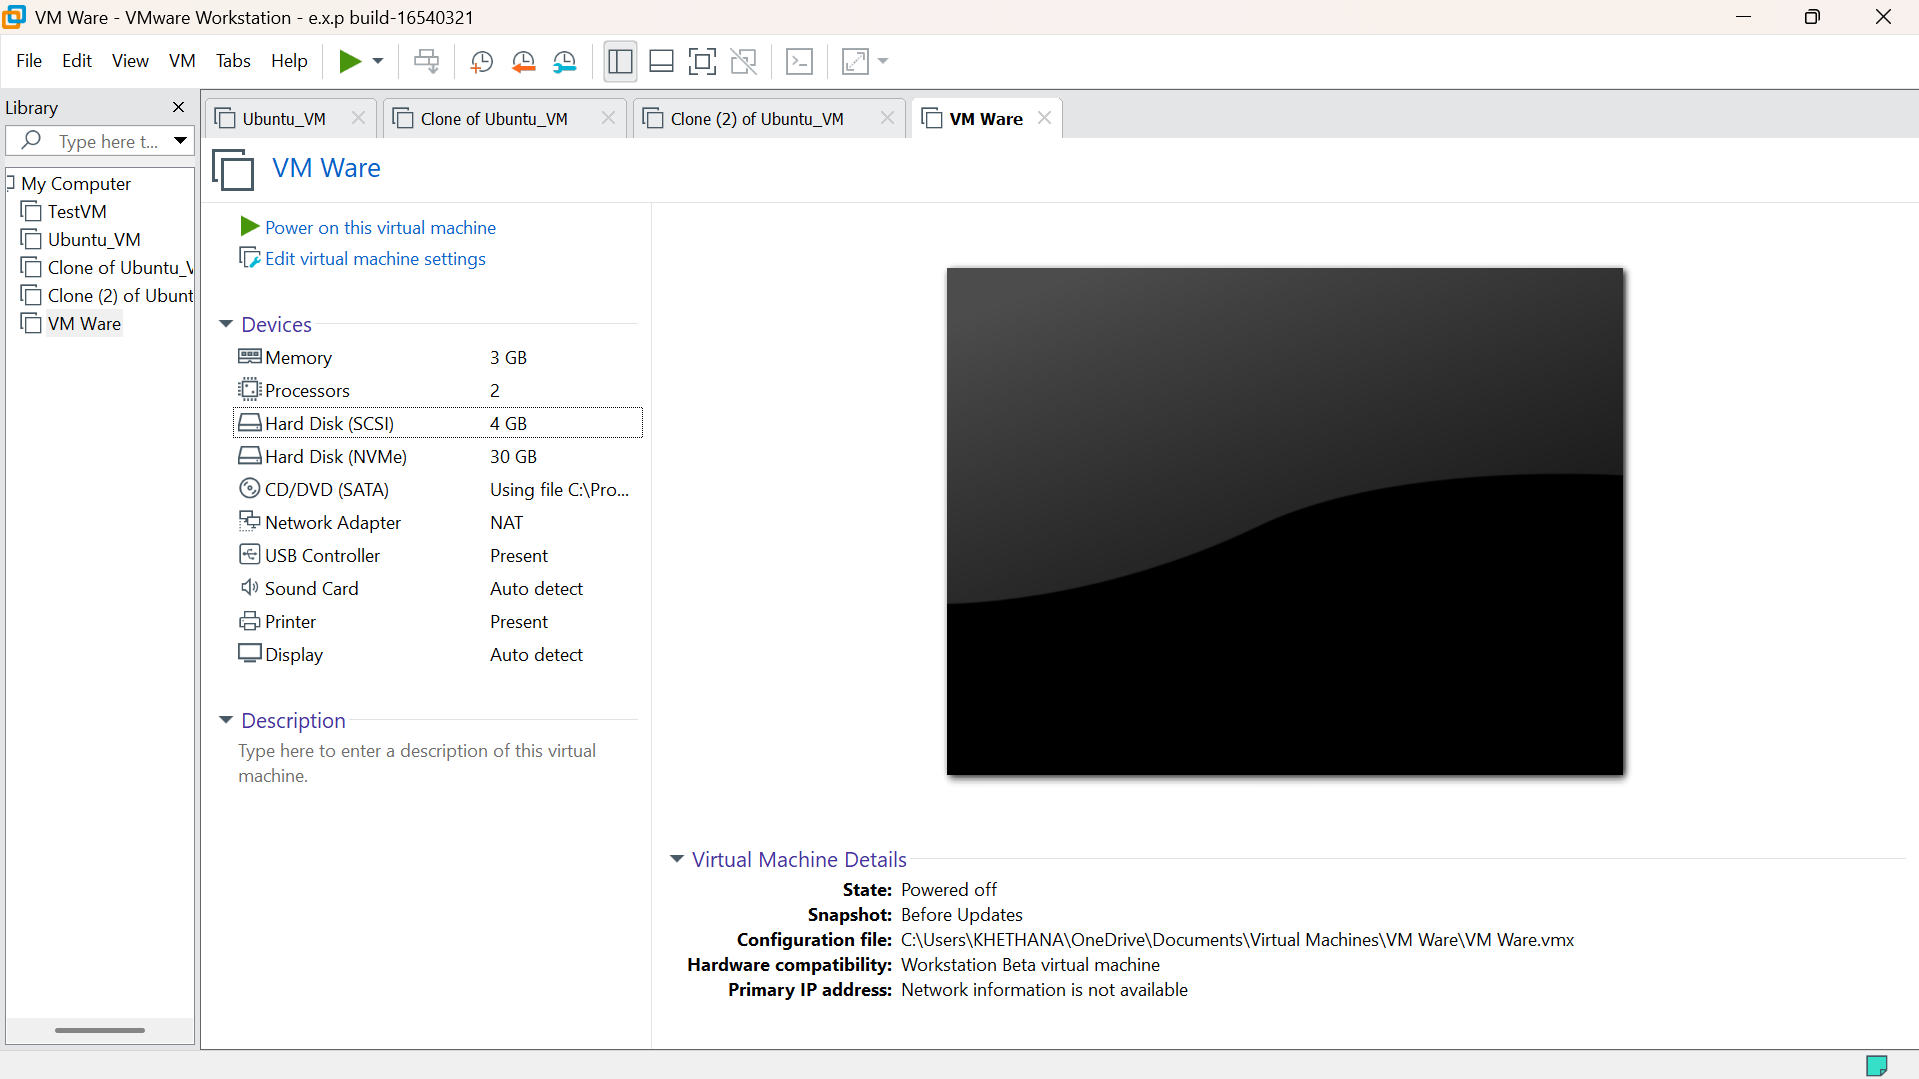 VM Ware - VMware Workstation - e.x.p build-16540321
File Edit View VM Tabs Help
Library
Type here t...
My Computer
TestVM
Ubuntu_VM
Clone of Ubuntu_V
Clone (2) of Ubunt
VM Ware
Ubuntu_VM Clone of Ubuntu_VM Clone (2) of Ubuntu_VM VM Ware
VM Ware
Power on this virtual machine
Edit virtual machine settings
Devices
Memory 3 GB
Processors 2
Hard Disk (SCSI) 4 GB
Hard Disk (NVMe) 30 GB
CD/DVD (SATA) Using file C:\Pro...
Network Adapter NAT
USB Controller Present
Sound Card Auto detect
Printer Present
Display Auto detect
Description
Type here to enter a description of this virtual
machine.
Virtual Machine Details
State: Powered off
Snapshot: Before Updates
Configuration file: C:\Users\KHETHANA\OneDrive\Documents\Virtual Machines\VM Ware\VM Ware.vmx
Hardware compatibility: Workstation Beta virtual machine
Primary IP address: Network information is not available